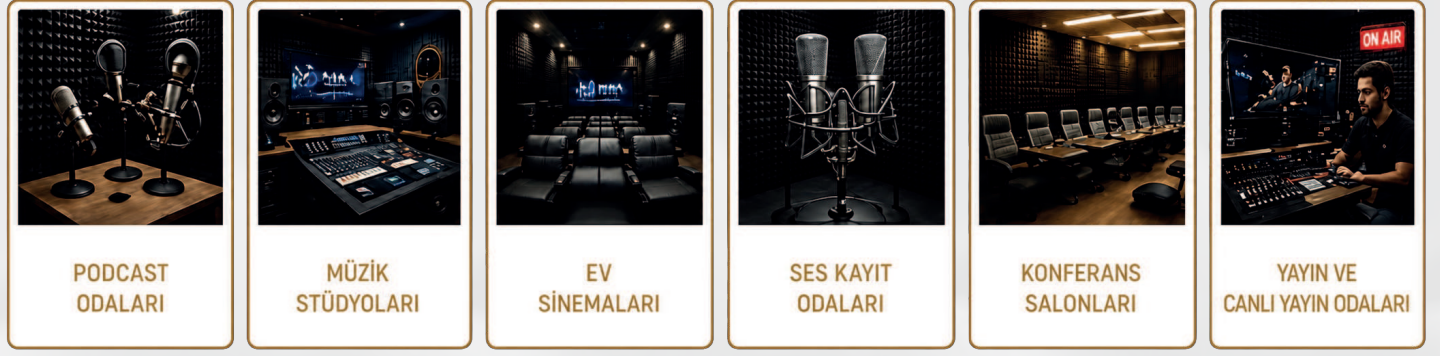 ON AIR
PODCAST
ODALARI
MÜZİK
STÜDYOLARI
EV
SİNEMALARI
SES KAYIT
ODALARI
KONFERANS
SALONLARI
YAYIN VE
CANLI YAYIN ODALARI